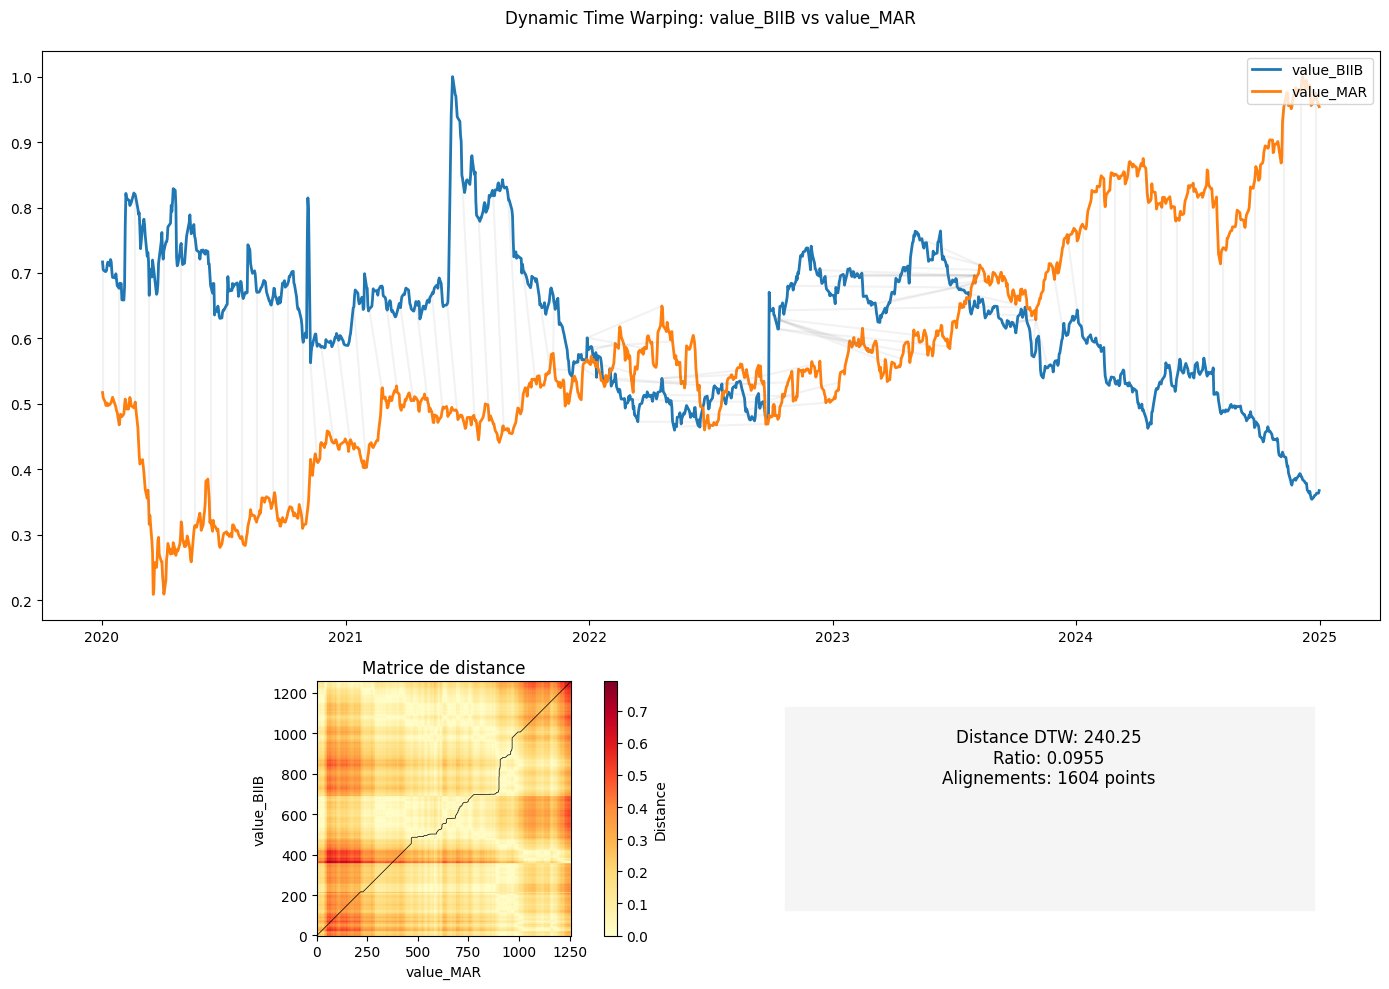 Dynamic Time Warping: value_BIIB vs value_MAR
value_BIIB
value_MAR
1.0
0.9
0.8
0.7
0.6
0.5
0.4
0.3
0.2
2020 2021 2022 2023 2024 2025
Matrice de distance
value_BIIB
1200
1000
800
600
400
200
0
0 250 500 750 1000 1250
value_MAR
0.7
0.6
0.5
0.4
0.3
0.2
0.1
0.0
Distance
Distance DTW: 240.25
Ratio: 0.0955
Alignements: 1604 points